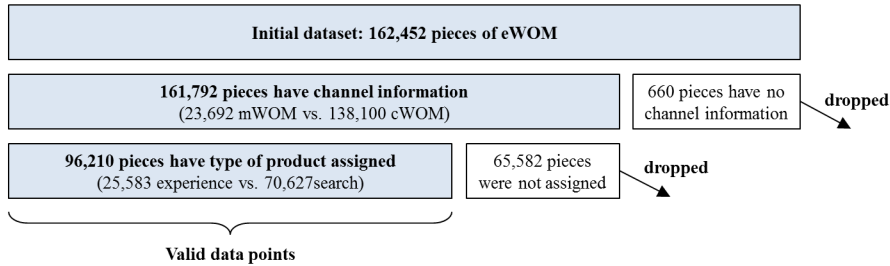 Initial dataset: 162,452 pieces of eWOM
161,792 pieces have channel information
(23,692 mWOM vs. 138,100 cWOM)
660 pieces have no
channel information
dropped
96,210 pieces have type of product assigned
(25,583 experience vs. 70,627search)
65,582 pieces
were not assigned
dropped
Valid data points